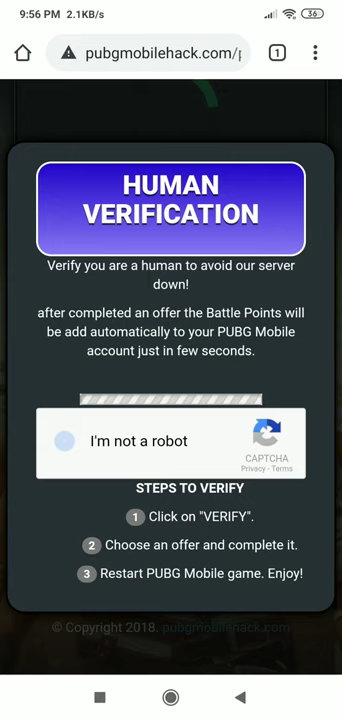 9:56 PM 2.1KB/s 36
pubgmobilehack.com/ 1
HUMAN
VERIFICATION
Verify you are a human to avoid our server
down!
after completed an offer the Battle Points will
be add automatically to your PUBG Mobile
account just in few seconds.
I'm not a robot
CAPTCHA
Privacy - Terms
STEPS TO VERIFY
1 Click on "VERIFY".
2 Choose an offer and complete it.
3 Restart PUBG Mobile game. Enjoy!
© Copyright 2018. pubgmobilehack.com